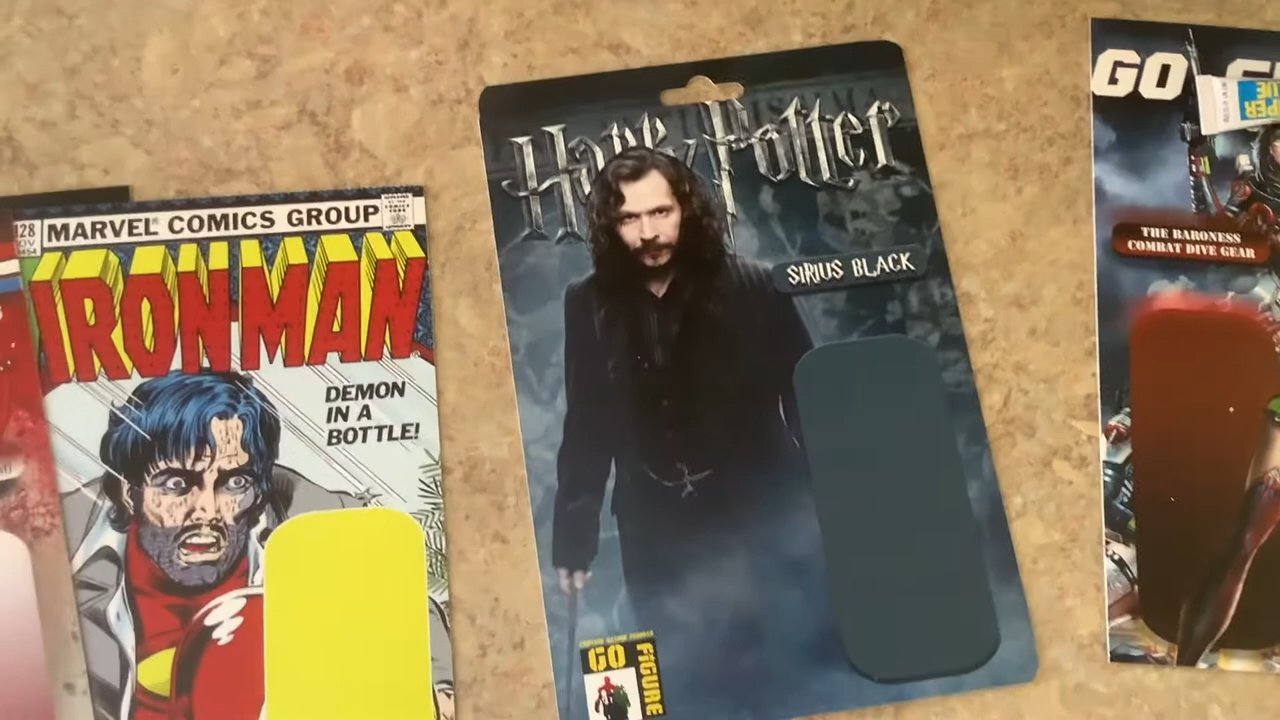 128
MARVEL COMICS GROUP
IRON MAN
DEMON
IN A
BOTTLE!
Harry Potter
SIRIUS BLACK
GO
FIGURE
GO
THE BARONESS
COMBAT DIVE GEAR